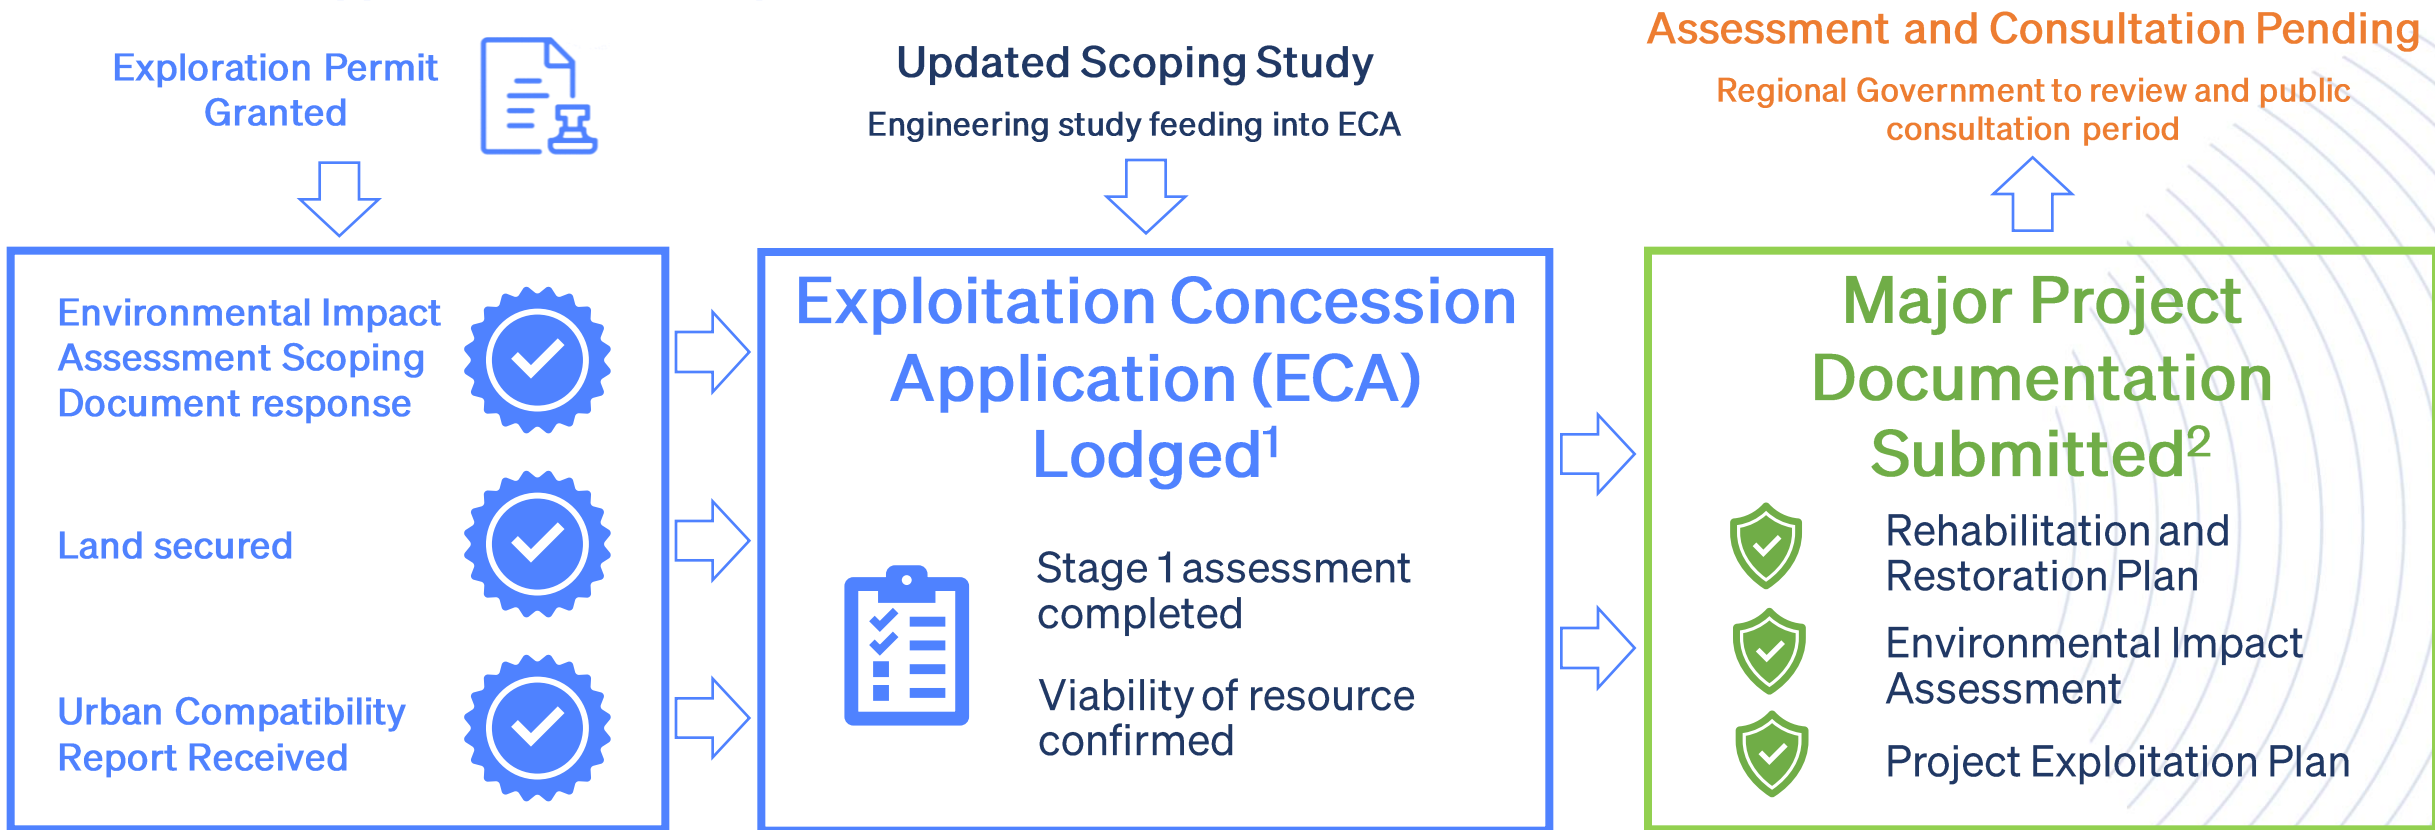 Exploration Permit
Granted
Updated Scoping Study
Engineering study feeding into ECA
Assessment and Consultation Pending
Regional Government to review and public
consultation period
Environmental Impact
Assessment Scoping
Document response
Land secured
Urban Compatibility
Report Received
Exploitation Concession
Application (ECA)
Lodged¹
Stage 1 assessment
completed
Viability of resource
confirmed
Major Project
Documentation
Submitted²
Rehabilitation and
Restoration Plan
Environmental Impact
Assessment
Project Exploitation Plan